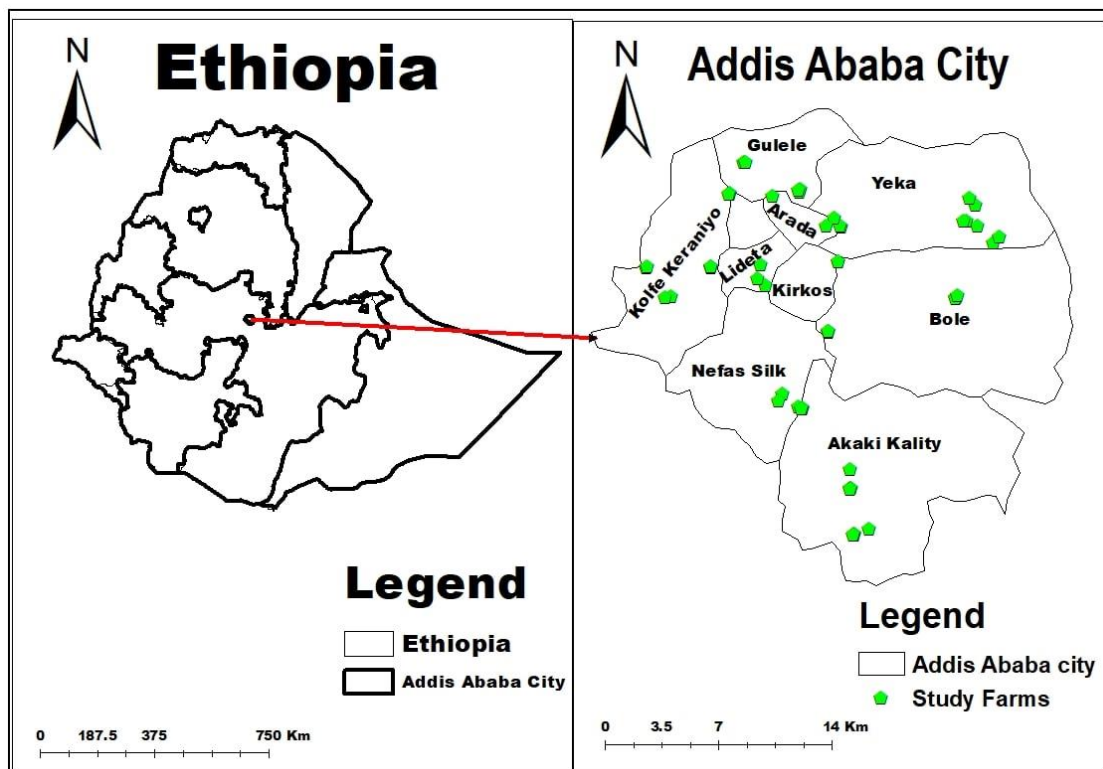 N
Ethiopia
Legend
Ethiopia
Addis Ababa City
0 187.5 375 750 Km
N
Addis Ababa City
Gulele
Yeka
Arada
Kolfe Keraniyo
Lideta
Kirkos
Bole
Nefas Silk
Akaki Kality
Legend
Addis Ababa city
Study Farms
0 3.5 7 14 Km